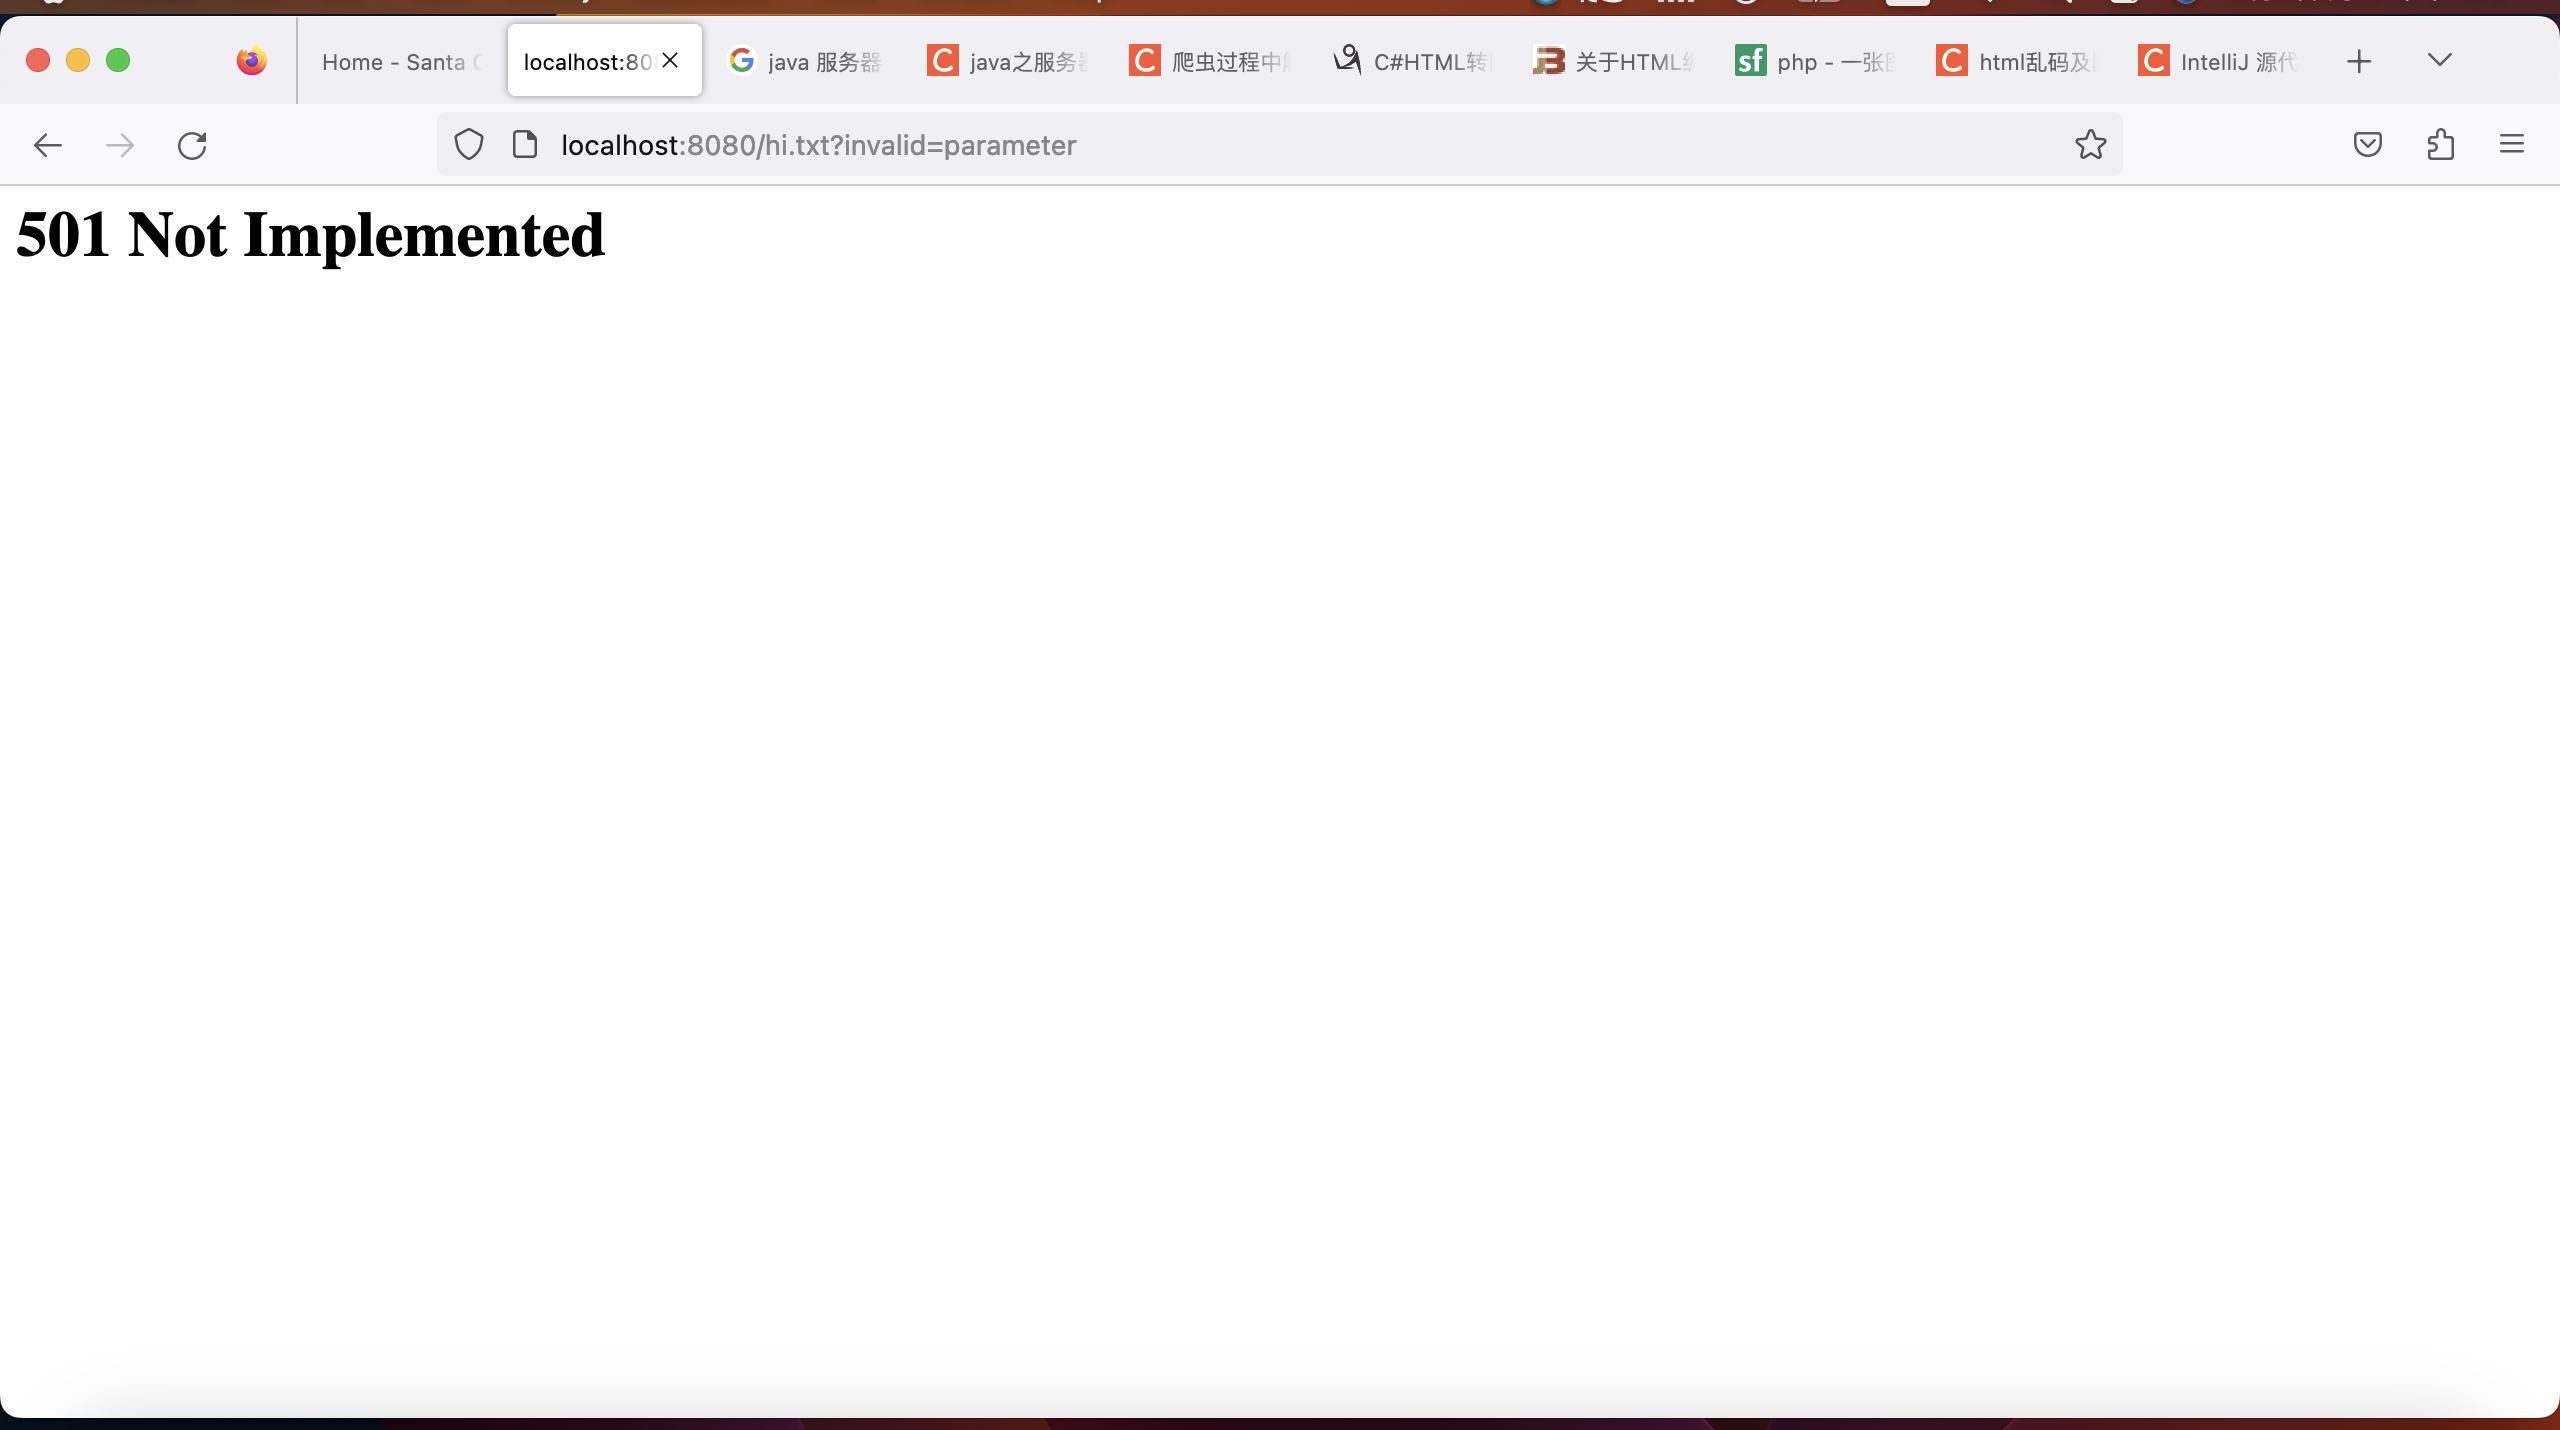 Home - Santa
localhost:80
java 服务器
java之服务
爬虫过程中
C#HTML转
关于HTML
php - 一张
html乱码及
IntelliJ 源代
localhost:8080/hi.txt?invalid=parameter
501 Not Implemented